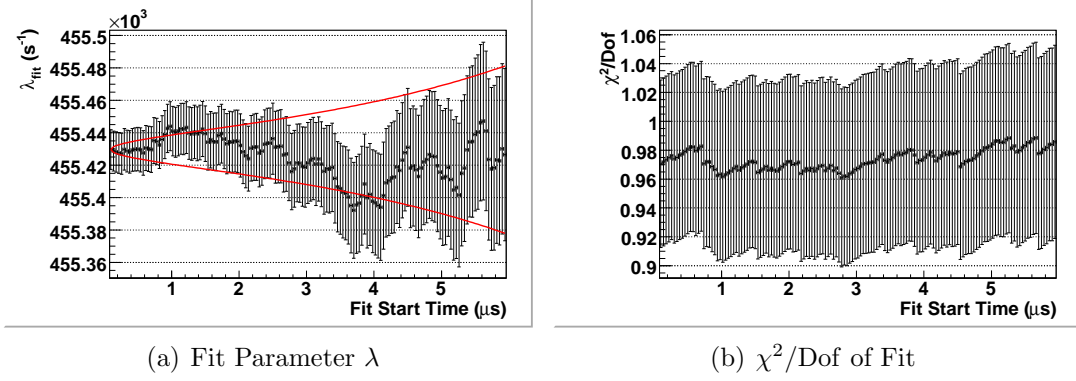 ×10³
λfit (s⁻¹)
455.5
455.48
455.46
455.44
455.42
455.4
455.38
455.36
1 2 3 4 5
Fit Start Time (μs)
(a) Fit Parameter λ
χ²/Dof
1.06
1.04
1.02
1
0.98
0.96
0.94
0.92
0.9
1 2 3 4 5
Fit Start Time (μs)
(b) χ²/Dof of Fit